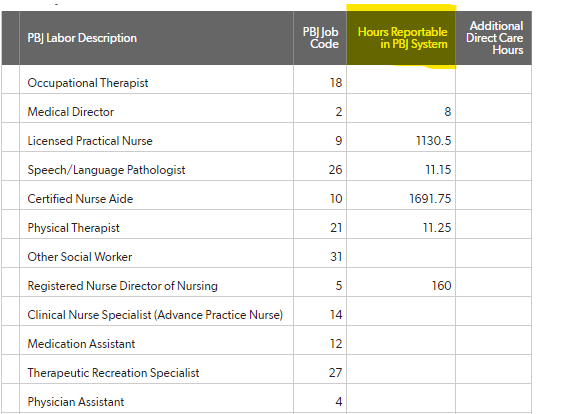 PBJ Labor Description PBJ Job Code Hours Reportable in PBJ System Additional Direct Care Hours
Occupational Therapist 18
Medical Director 2 8
Licensed Practical Nurse 9 1130.5
Speech/Language Pathologist 26 11.15
Certified Nurse Aide 10 1691.75
Physical Therapist 21 11.25
Other Social Worker 31
Registered Nurse Director of Nursing 5 160
Clinical Nurse Specialist (Advance Practice Nurse) 14
Medication Assistant 12
Therapeutic Recreation Specialist 27
Physician Assistant 4